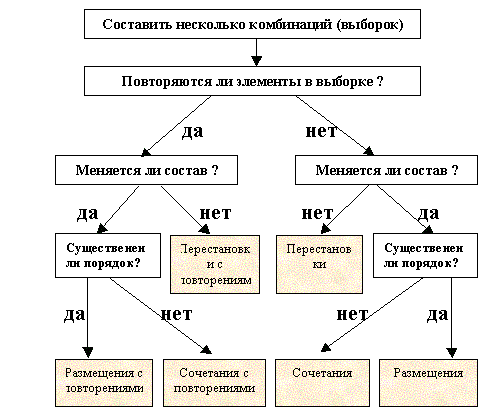 Составить несколько комбинаций (выборок)
Повторяются ли элементы в выборке ?
да
нет
Меняется ли состав ?
Меняется ли состав ?
да
нет
нет
да
Существенен
ли порядок?
Перестановк
и с
повторениям
Перестанов
ки
Существенен
ли порядок?
да
нет
нет
да
Размещения с
повторениями
Сочетания с
повторениями
Сочетания
Размещения